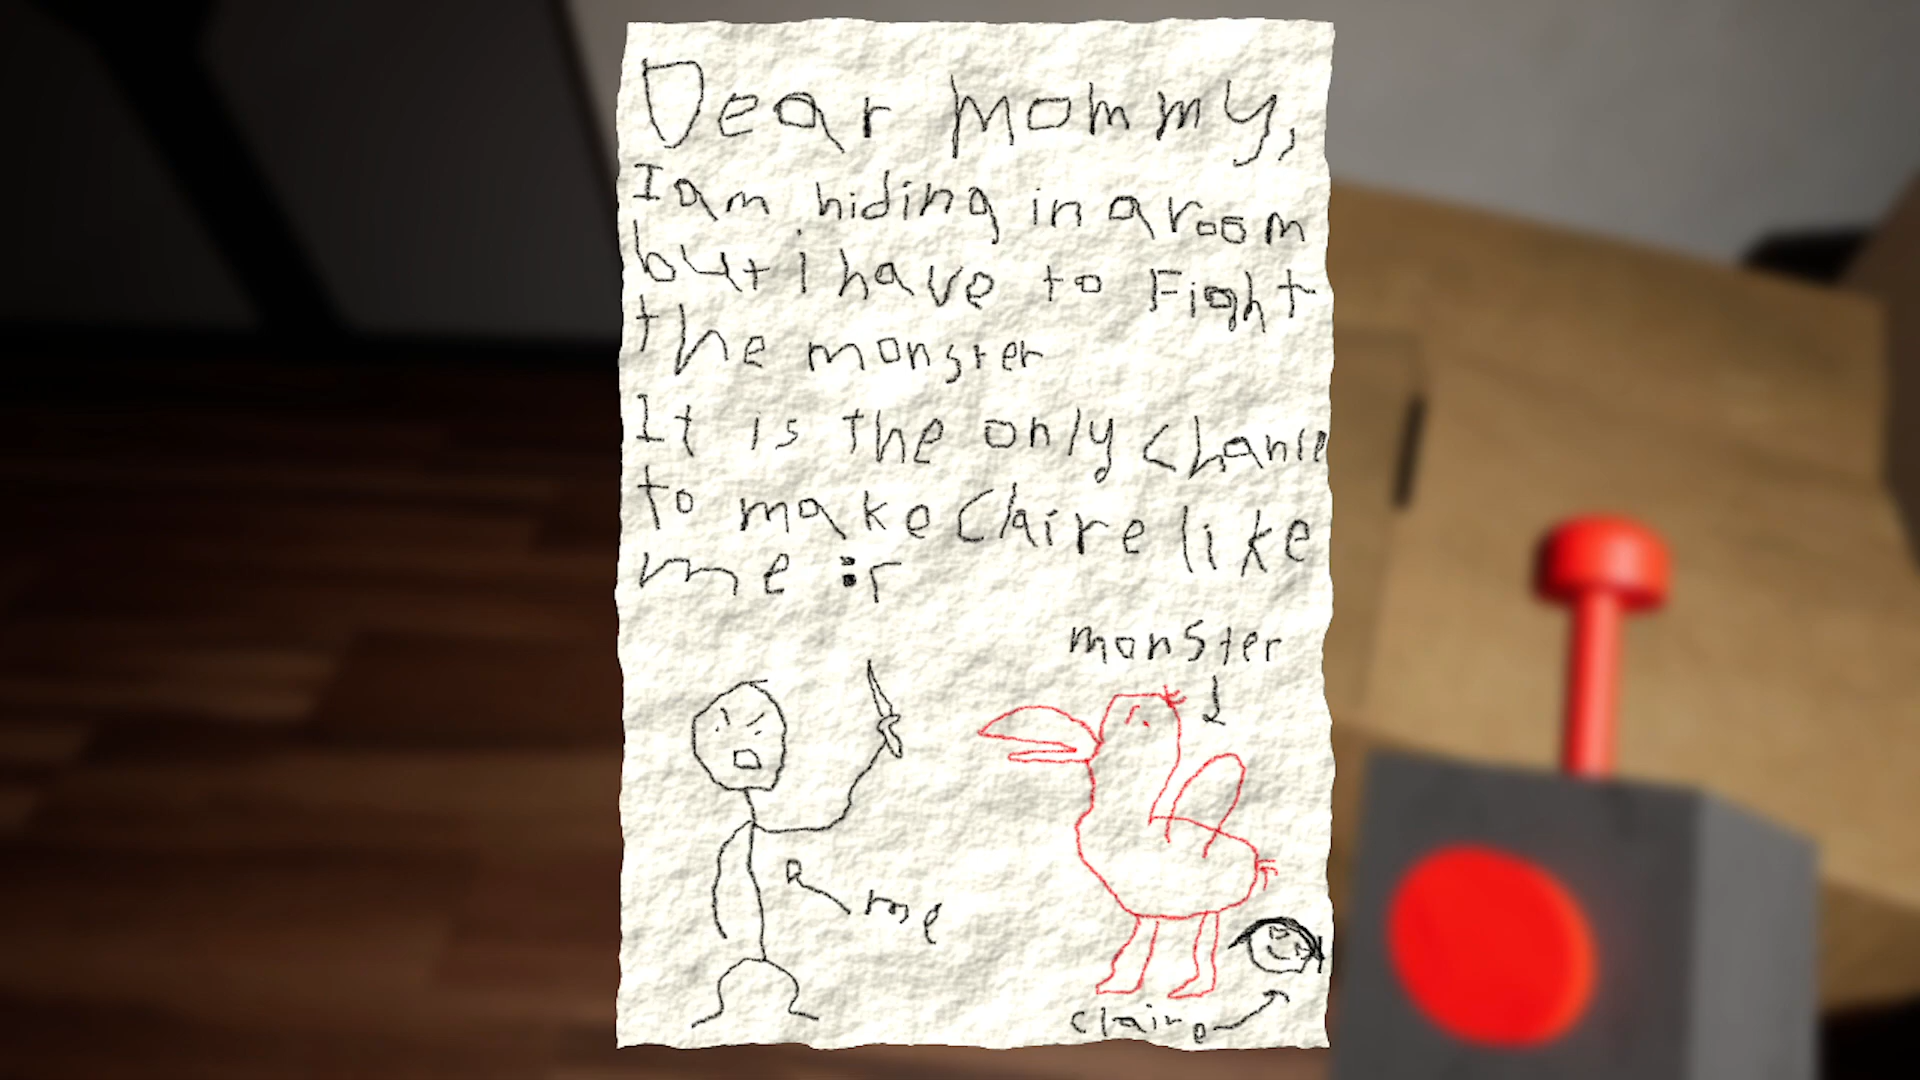 Dear mommy,
I am hiding in a room
but i have to Fight
the monster
It is the only chance
to make Claire like
me :r
monster
me
claire